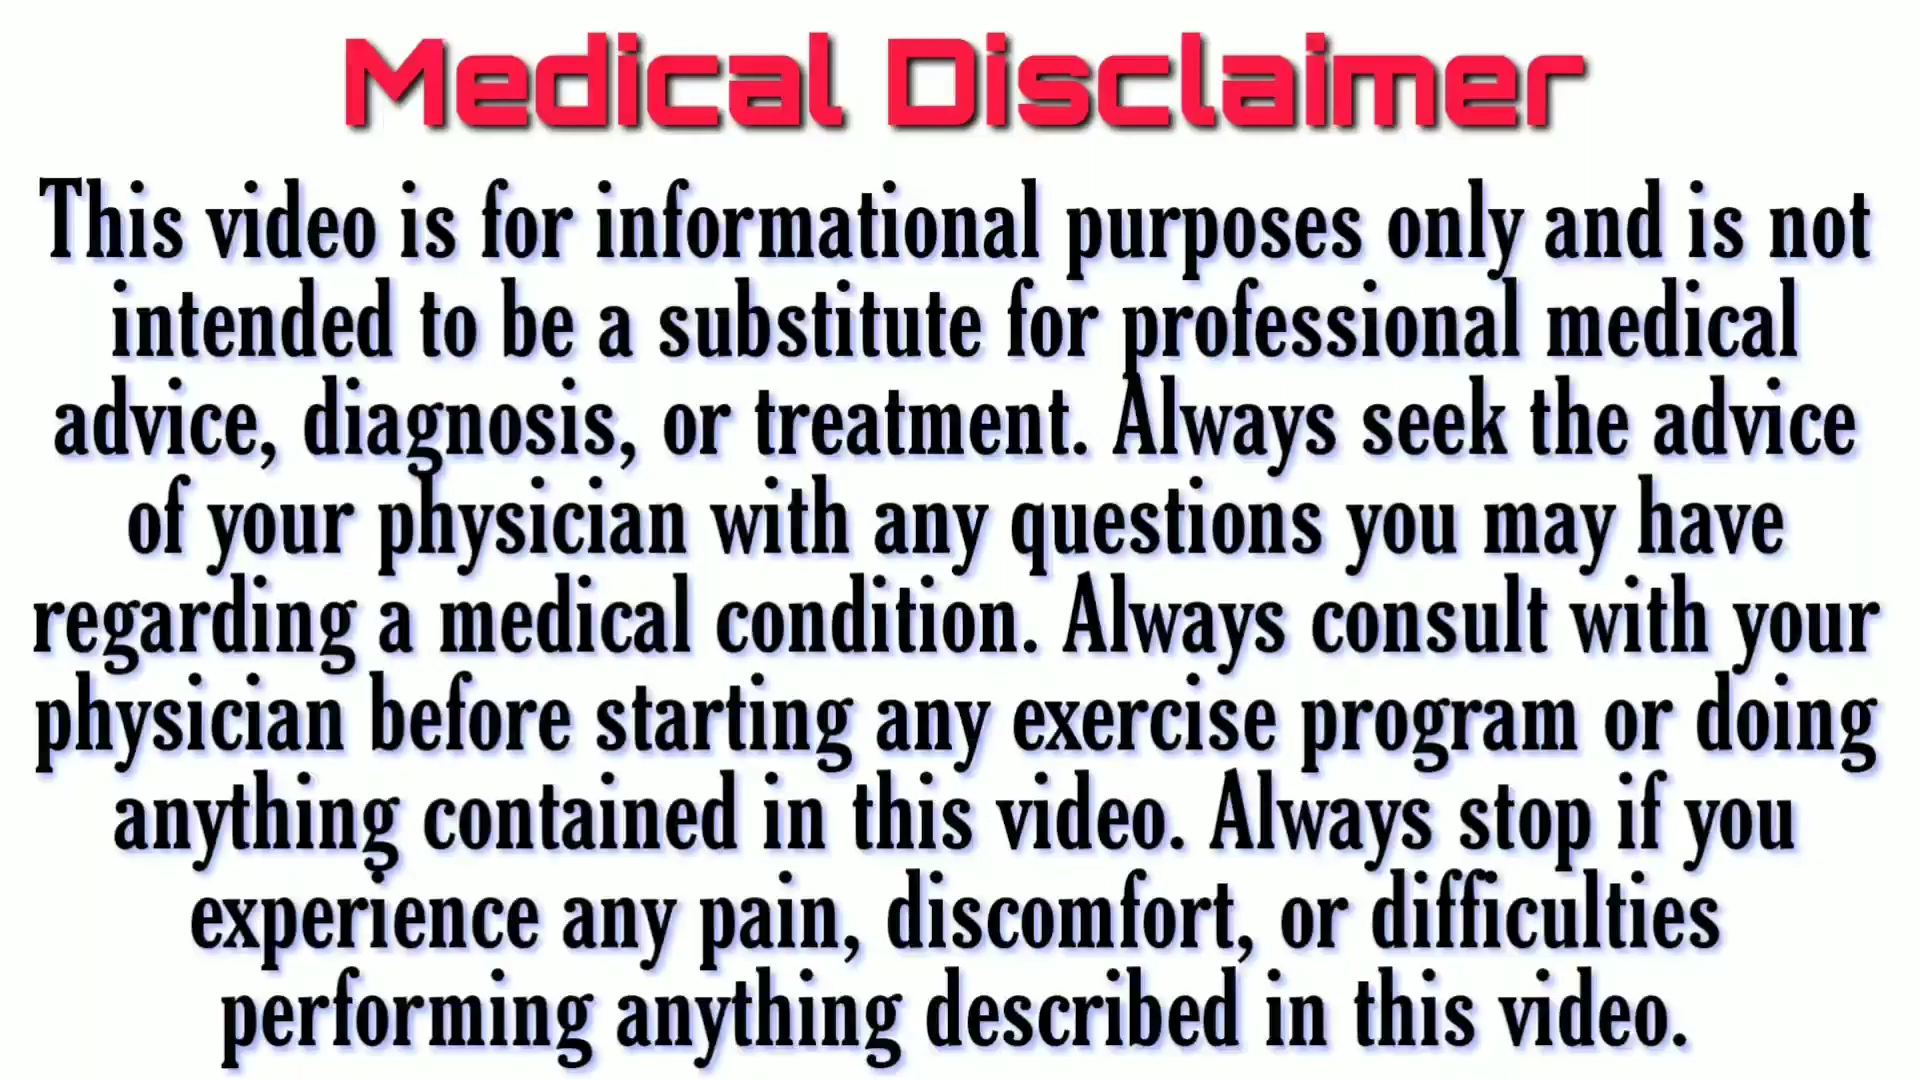 Medical Disclaimer
This video is for informational purposes only and is not
intended to be a substitute for professional medical
advice, diagnosis, or treatment. Always seek the advice
of your physician with any questions you may have
regarding a medical condition. Always consult with your
physician before starting any exercise program or doing
anything contained in this video. Always stop if you
experience any pain, discomfort, or difficulties
performing anything described in this video.